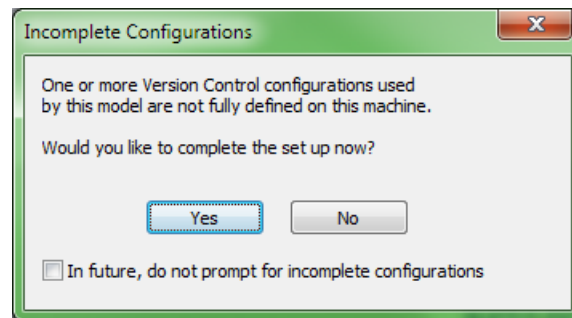 Incomplete Configurations
X
One or more Version Control configurations used
by this model are not fully defined on this machine.
Would you like to complete the set up now?
Yes No
In future, do not prompt for incomplete configurations